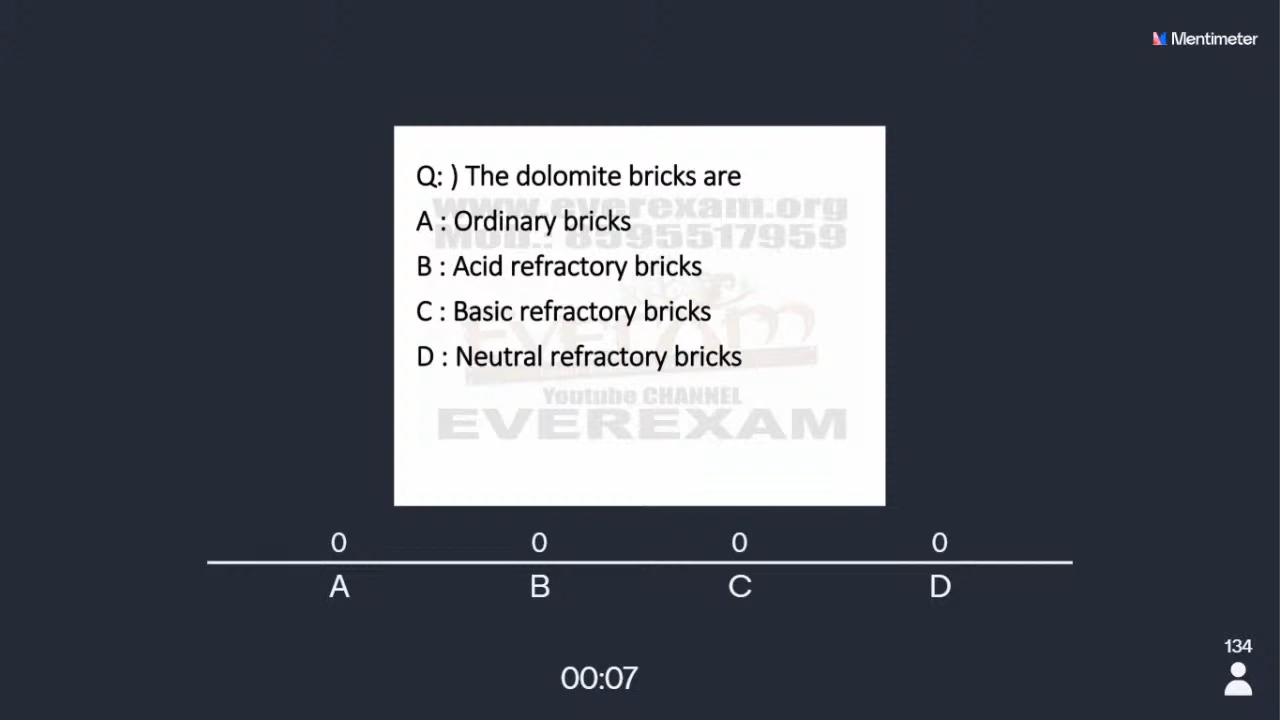 Mentimeter
Q: ) The dolomite bricks are
www.everexam.org
A : Ordinary bricks
MOB.: 8595517959
B : Acid refractory bricks
C : Basic refractory bricks
D : Neutral refractory bricks
Youtube CHANNEL
EVEREXAM
0 0 0 0
A B C D
134
00:07